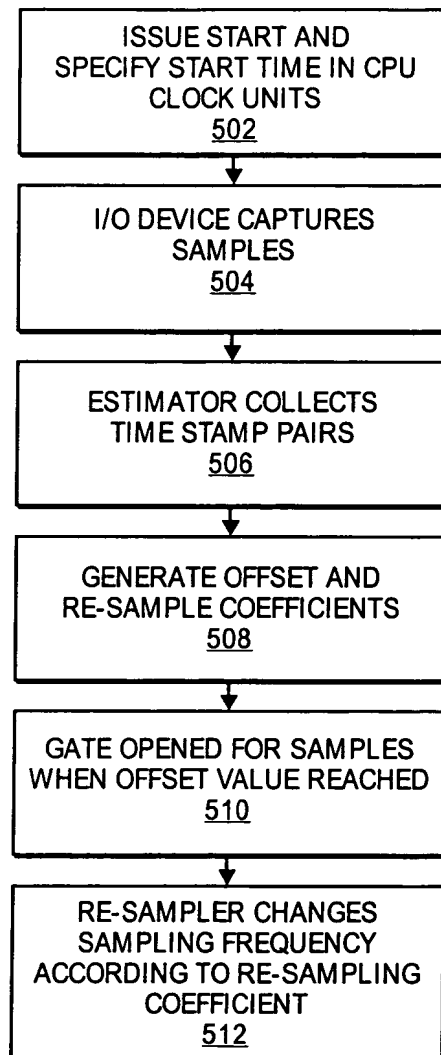 ISSUE START AND
SPECIFY START TIME IN CPU
CLOCK UNITS
502
I/O DEVICE CAPTURES
SAMPLES
504
ESTIMATOR COLLECTS
TIME STAMP PAIRS
506
GENERATE OFFSET AND
RE-SAMPLE COEFFICIENTS
508
GATE OPENED FOR SAMPLES
WHEN OFFSET VALUE REACHED
510
RE-SAMPLER CHANGES
SAMPLING FREQUENCY
ACCORDING TO RE-SAMPLING
COEFFICIENT
512